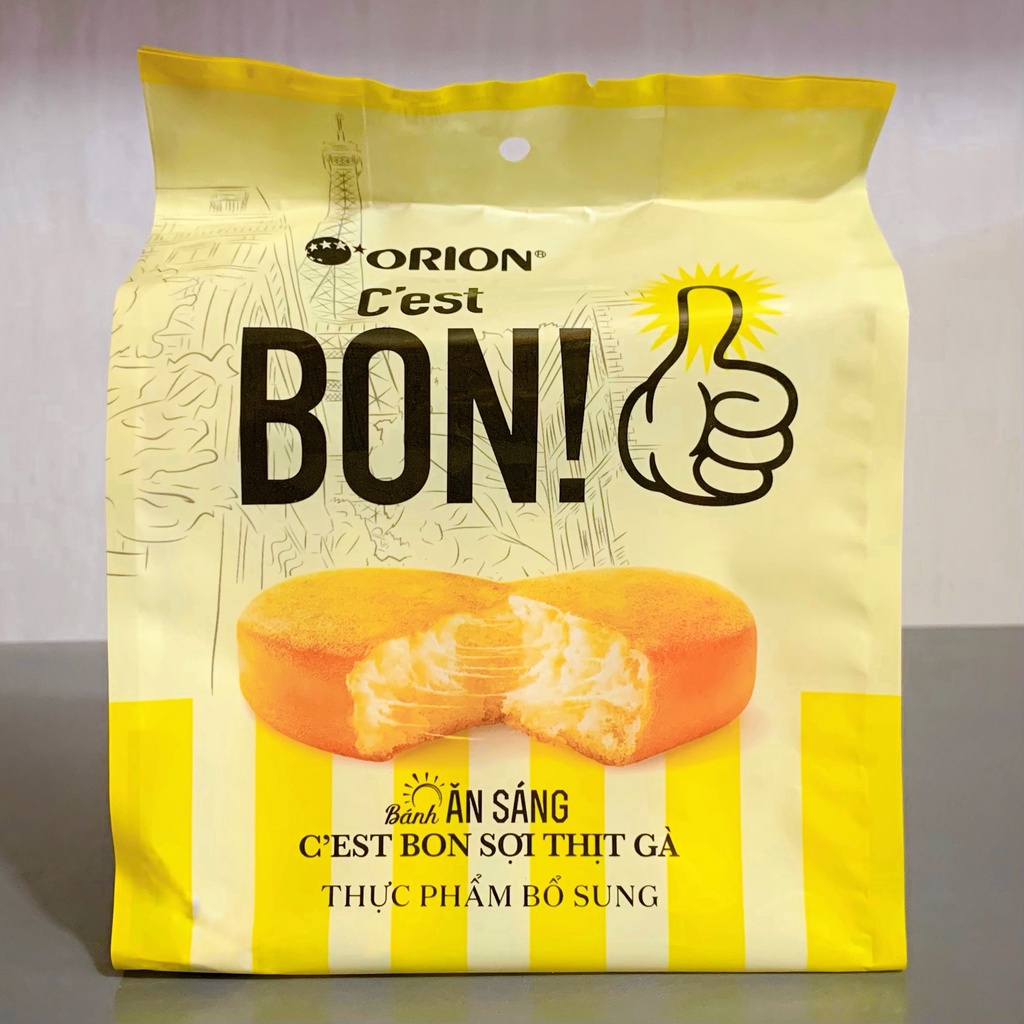 ORION®
C'est
BON!
Bánh ĂN SÁNG
C'EST BON SỢI THỊT GÀ
THỰC PHẨM BỔ SUNG